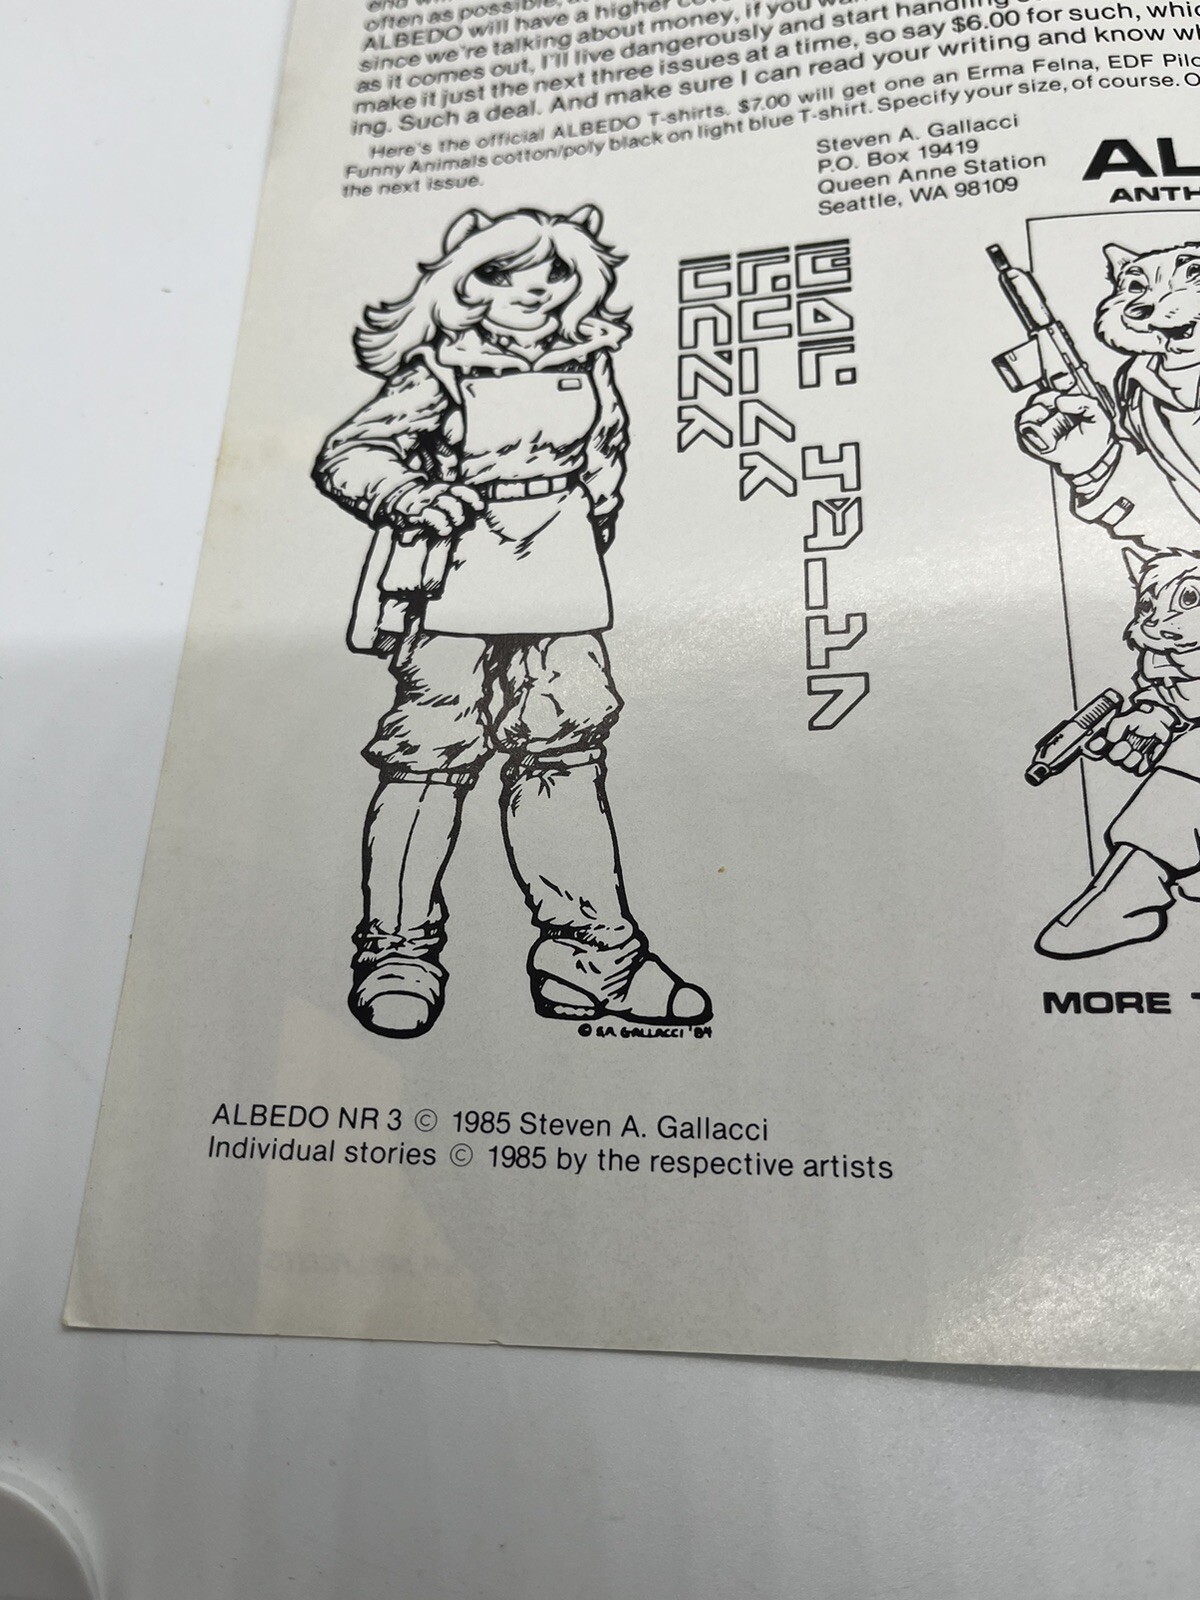 often as possible,
ALBEDO will have a higher
since we're talking about money, if you
as it comes out, I'll live dangerously and start
make it just the next three issues at a time, so say $6.00 for such,
ing. Such a deal. And make sure I can read your writing and know
Here's the official ALBEDO T-shirts. $7.00 will get one an Erma Felna, EDF
Funny Animals cotton/poly black on light blue T-shirt. Specify your size, of course.
the next issue.
Steven A. Gallacci
P.O. Box 19419
Queen Anne Station
Seattle, WA 98109
© S.A. GALLACCI '84
MORE
ALBEDO NR 3 © 1985 Steven A. Gallacci
Individual stories © 1985 by the respective artists